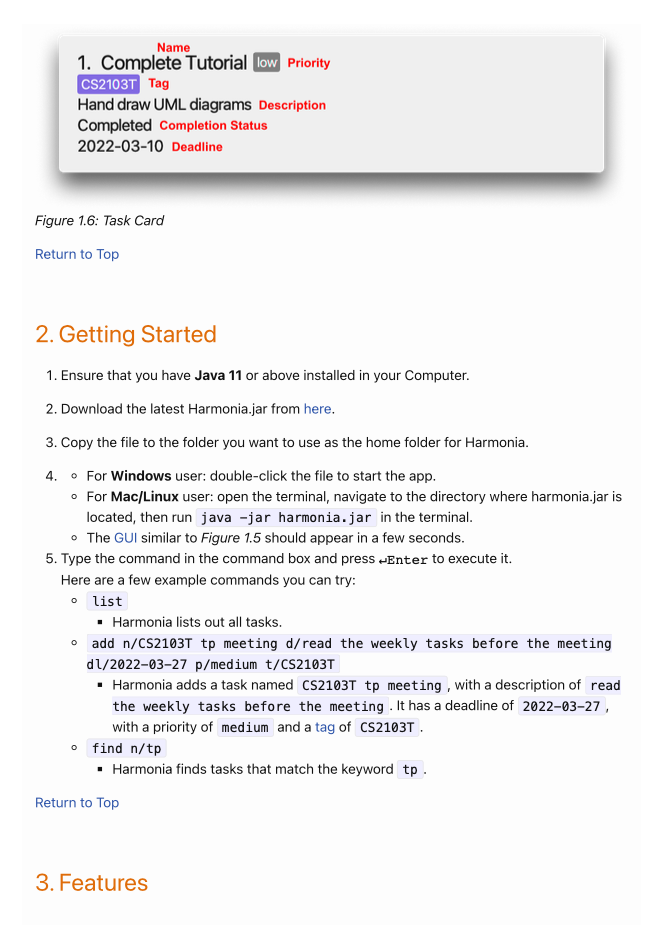 Name
1. Complete Tutorial low Priority
CS2103T Tag
Hand draw UML diagrams Description
Completed Completion Status
2022-03-10 Deadline
Figure 1.6: Task Card
Return to Top
2. Getting Started
1. Ensure that you have Java 11 or above installed in your Computer.
2. Download the latest Harmonia.jar from here.
3. Copy the file to the folder you want to use as the home folder for Harmonia.
4. ◦ For Windows user: double-click the file to start the app.
◦ For Mac/Linux user: open the terminal, navigate to the directory where harmonia.jar is
located, then run java -jar harmonia.jar in the terminal.
◦ The GUI similar to Figure 1.5 should appear in a few seconds.
5. Type the command in the command box and press ↵Enter to execute it.
Here are a few example commands you can try:
◦ list
▪ Harmonia lists out all tasks.
◦ add n/CS2103T tp meeting d/read the weekly tasks before the meeting
dl/2022-03-27 p/medium t/CS2103T
▪ Harmonia adds a task named CS2103T tp meeting , with a description of read
the weekly tasks before the meeting . It has a deadline of 2022-03-27 ,
with a priority of medium and a tag of CS2103T .
◦ find n/tp
▪ Harmonia finds tasks that match the keyword tp .
Return to Top
3. Features